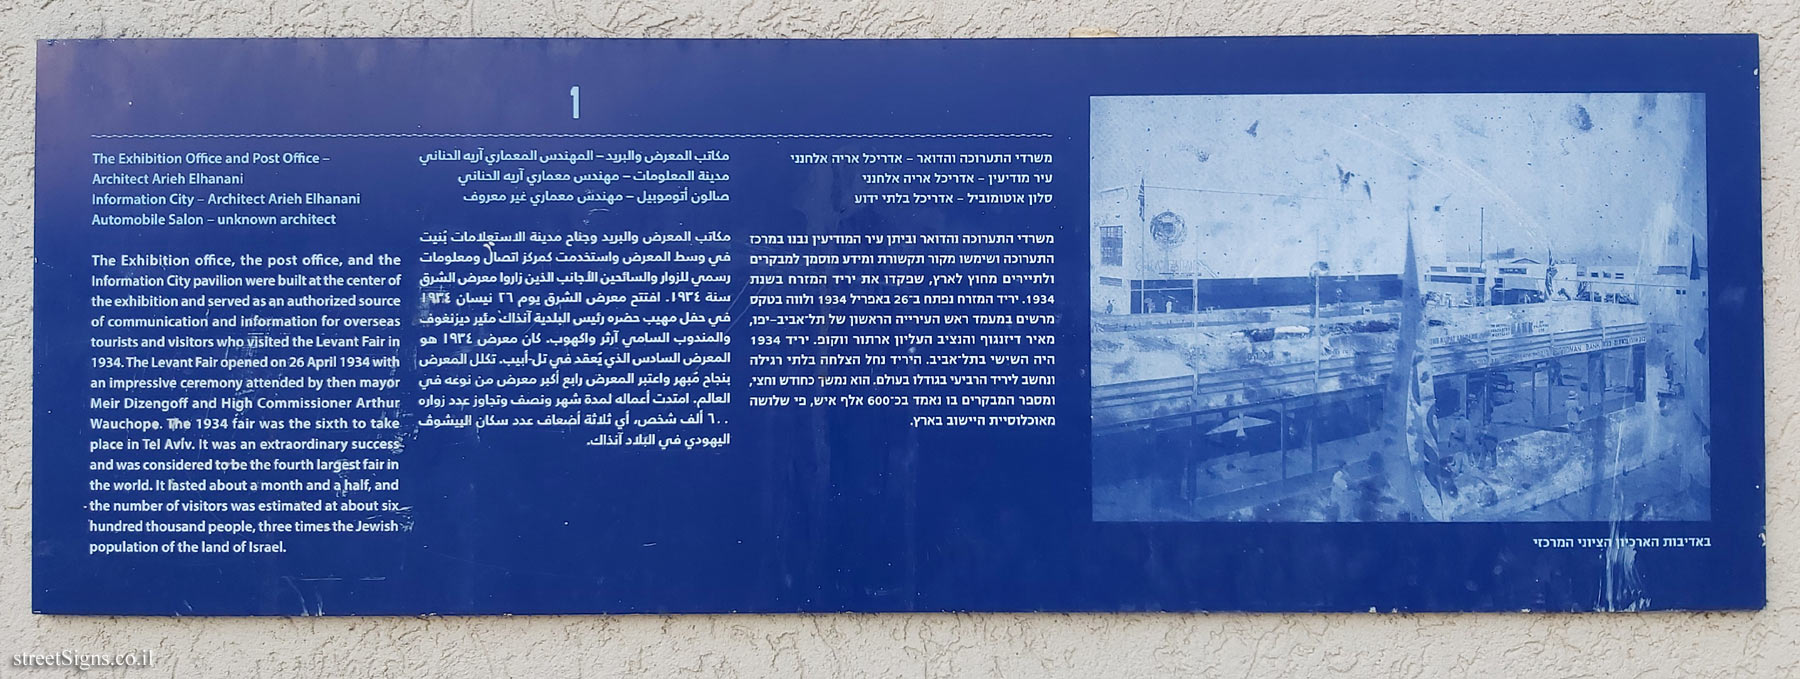 1
The Exhibition Office and Post Office –
Architect Arieh Elhanani
Information City – Architect Arieh Elhanani
Automobile Salon – unknown architect
The Exhibition office, the post office, and the
Information City pavilion were built at the center of
the exhibition and served as an authorized source
of communication and information for overseas
tourists and visitors who visited the Levant Fair in
1934. The Levant Fair opened on 26 April 1934 with
an impressive ceremony attended by then mayor
Meir Dizengoff and High Commissioner Arthur
Wauchope. The 1934 fair was the sixth to take
place in Tel Aviv. It was an extraordinary success
and was considered to be the fourth largest fair in
the world. It lasted about a month and a half, and
the number of visitors was estimated at about six
hundred thousand people, three times the Jewish
population of the land of Israel.
مكاتب المعرض والبريد – المهندس المعماري آريه الحناني
مدينة المعلومات – مهندس معماري آريه الحناني
صالون أتوموبيل – مهندش معماري غير معروف
مكاتب المعرض والبريد وجناح مدينة الاستعلامات بُنيت
في وسط المعرض واستخدمت كمركز اتصال ومعلومات
رسمي للزوار والسائحين الأجانب الذين زاروا معرض الشرق
سنة ١٩٣٤. افتتح معرض الشرق يوم ٢٦ نيسان ١٩٣٤
في حفل مهيب حضره رئيس البلدية آنذاك مئير ديزنغوف
والمندوب السامي آرثر واكهوب. كان معرض ١٩٣٤ هو
المعرض السادس الذي يُعقد في تل-أبيب. تكلل المعرض
بنجاح مُبهر واعتبر المعرض رابع أكبر معرض من نوعه في
العالم. امتدت أعماله لمدة شهر ونصف وتجاوز عدد زواره
٦٠٠ ألف شخص، أي ثلاثة أضعاف عدد سكان الييشوف
اليهودي في البلاد آنذاك.
משרדי התערוכה והדואר – אדריכל אריה אלחנני
עיר מודיעין – אדריכל אריה אלחנני
סלון אוטומוביל – אדריכל בלתי ידוע
משרדי התערוכה והדואר וביתן עיר המודיעין נבנו במרכז
התערוכה ושימשו מקור תקשורת ומידע מוסמך למבקרים
ולתיירים מחוץ לארץ, שפקדו את יריד המזרח בשנת
1934. יריד המזרח נפתח ב־26 באפריל 1934 ולווה בטקס
מרשים במעמד ראש העירייה הראשון של תל־אביב–יפו,
מאיר דיזנגוף והנציב העליון ארתור ווקופ. יריד 1934
היה השישי בתל־אביב. היריד נחל הצלחה בלתי רגילה
ונחשב ליריד הרביעי בגודלו בעולם. הוא נמשך כחודש וחצי,
ומספר המבקרים בו נאמד בכ־600 אלף איש, פי שלושה
מאוכלוסיית היישוב בארץ.
באדיבות הארכיון הציוני המרכזי
streetSigns.co.il